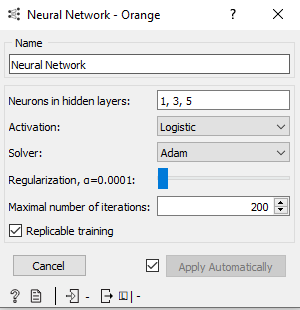 Neural Network - Orange ? ×
Name
Neural Network
Neurons in hidden layers: 1, 3, 5
Activation: Logistic
Solver: Adam
Regularization, α=0.0001:
Maximal number of iterations: 200
Replicable training
Cancel Apply Automatically
? - -